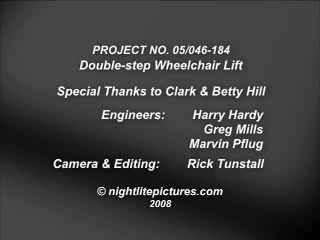 PROJECT NO. 05/046-184
Double-step Wheelchair Lift
Special Thanks to Clark & Betty Hill
Engineers: Harry Hardy
Greg Mills
Marvin Pflug
Camera & Editing: Rick Tunstall
© nightlitepictures.com
2008